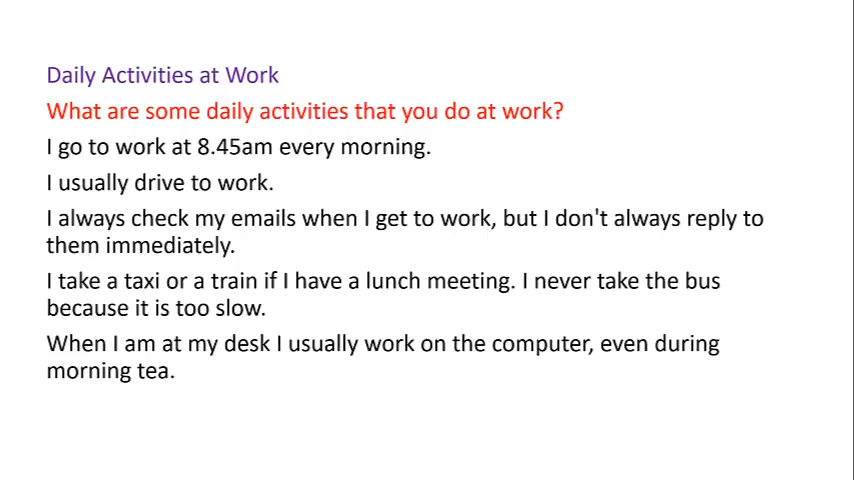 Daily Activities at Work
What are some daily activities that you do at work?
I go to work at 8.45am every morning.
I usually drive to work.
I always check my emails when I get to work, but I don't always reply to
them immediately.
I take a taxi or a train if I have a lunch meeting. I never take the bus
because it is too slow.
When I am at my desk I usually work on the computer, even during
morning tea.